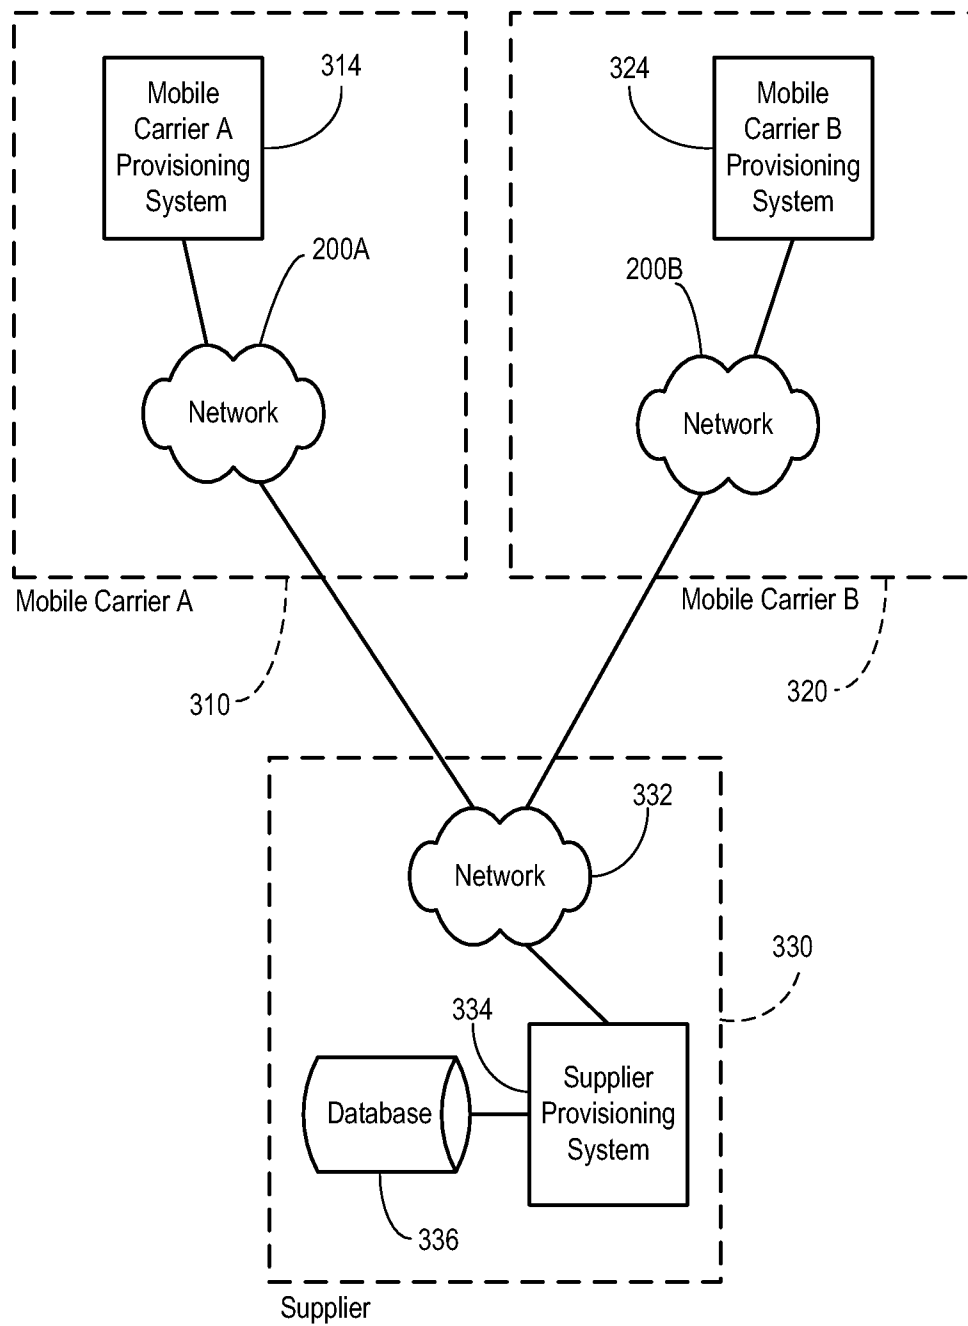 314
Mobile
Carrier A
Provisioning
System
324
Mobile
Carrier B
Provisioning
System
200A
200B
Network
Network
Mobile Carrier A
Mobile Carrier B
310
320
332
Network
330
334
Supplier
Provisioning
System
Database
336
Supplier